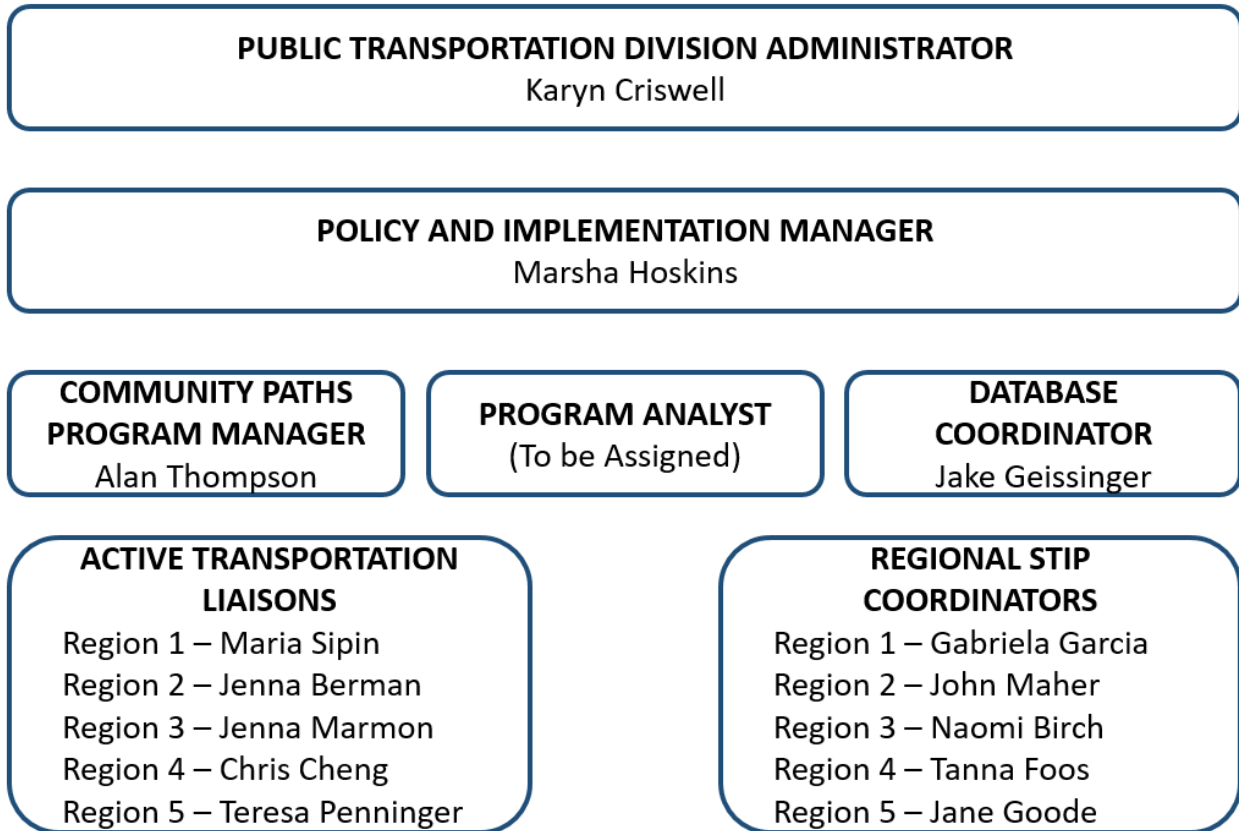 PUBLIC TRANSPORTATION DIVISION ADMINISTRATOR
Karyn Criswell
POLICY AND IMPLEMENTATION MANAGER
Marsha Hoskins
COMMUNITY PATHS
PROGRAM MANAGER
Alan Thompson
PROGRAM ANALYST
(To be Assigned)
DATABASE
COORDINATOR
Jake Geissinger
ACTIVE TRANSPORTATION
LIAISONS
Region 1 – Maria Sipin
Region 2 – Jenna Berman
Region 3 – Jenna Marmon
Region 4 – Chris Cheng
Region 5 – Teresa Penninger
REGIONAL STIP
COORDINATORS
Region 1 – Gabriela Garcia
Region 2 – John Maher
Region 3 – Naomi Birch
Region 4 – Tanna Foos
Region 5 – Jane Goode